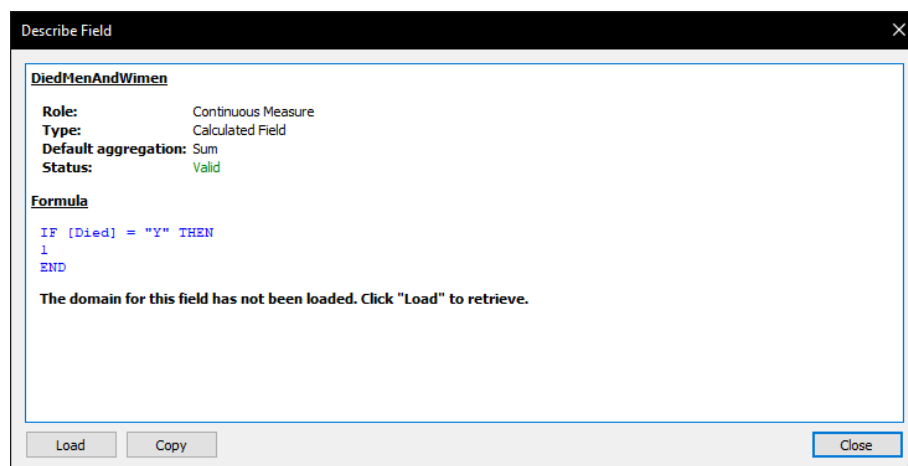 Describe Field
DiedMenAndWimen
Role: Continuous Measure
Type: Calculated Field
Default aggregation: Sum
Status: Valid
Formula
IF [Died] = "Y" THEN
1
END
The domain for this field has not been loaded. Click "Load" to retrieve.
Load Copy Close